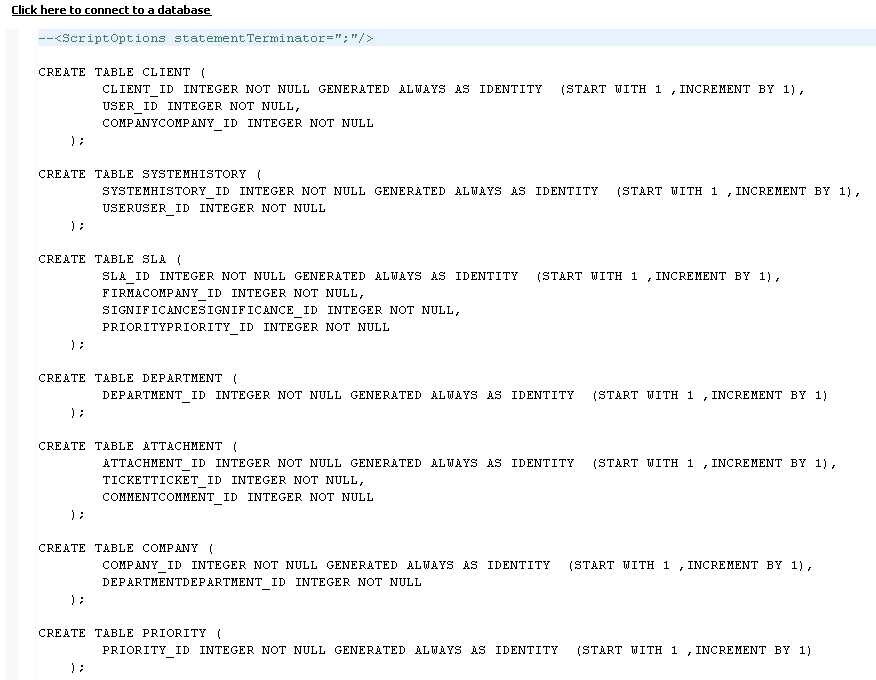 Click here to connect to a database
--<ScriptOptions statementTerminator=";"/>
CREATE TABLE CLIENT (
CLIENT_ID INTEGER NOT NULL GENERATED ALWAYS AS IDENTITY  (START WITH 1 ,INCREMENT BY 1),
USER_ID INTEGER NOT NULL,
COMPANYCOMPANY_ID INTEGER NOT NULL
);
CREATE TABLE SYSTEMHISTORY (
SYSTEMHISTORY_ID INTEGER NOT NULL GENERATED ALWAYS AS IDENTITY  (START WITH 1 ,INCREMENT BY 1),
USERUSER_ID INTEGER NOT NULL
);
CREATE TABLE SLA (
SLA_ID INTEGER NOT NULL GENERATED ALWAYS AS IDENTITY  (START WITH 1 ,INCREMENT BY 1),
FIRMACOMPANY_ID INTEGER NOT NULL,
SIGNIFICANCESIGNIFICANCE_ID INTEGER NOT NULL,
PRIORITYPRIORITY_ID INTEGER NOT NULL
);
CREATE TABLE DEPARTMENT (
DEPARTMENT_ID INTEGER NOT NULL GENERATED ALWAYS AS IDENTITY  (START WITH 1 ,INCREMENT BY 1)
);
CREATE TABLE ATTACHMENT (
ATTACHMENT_ID INTEGER NOT NULL GENERATED ALWAYS AS IDENTITY  (START WITH 1 ,INCREMENT BY 1),
TICKETTICKET_ID INTEGER NOT NULL,
COMMENTCOMMENT_ID INTEGER NOT NULL
);
CREATE TABLE COMPANY (
COMPANY_ID INTEGER NOT NULL GENERATED ALWAYS AS IDENTITY  (START WITH 1 ,INCREMENT BY 1),
DEPARTMENTDEPARTMENT_ID INTEGER NOT NULL
);
CREATE TABLE PRIORITY (
PRIORITY_ID INTEGER NOT NULL GENERATED ALWAYS AS IDENTITY  (START WITH 1 ,INCREMENT BY 1)
);